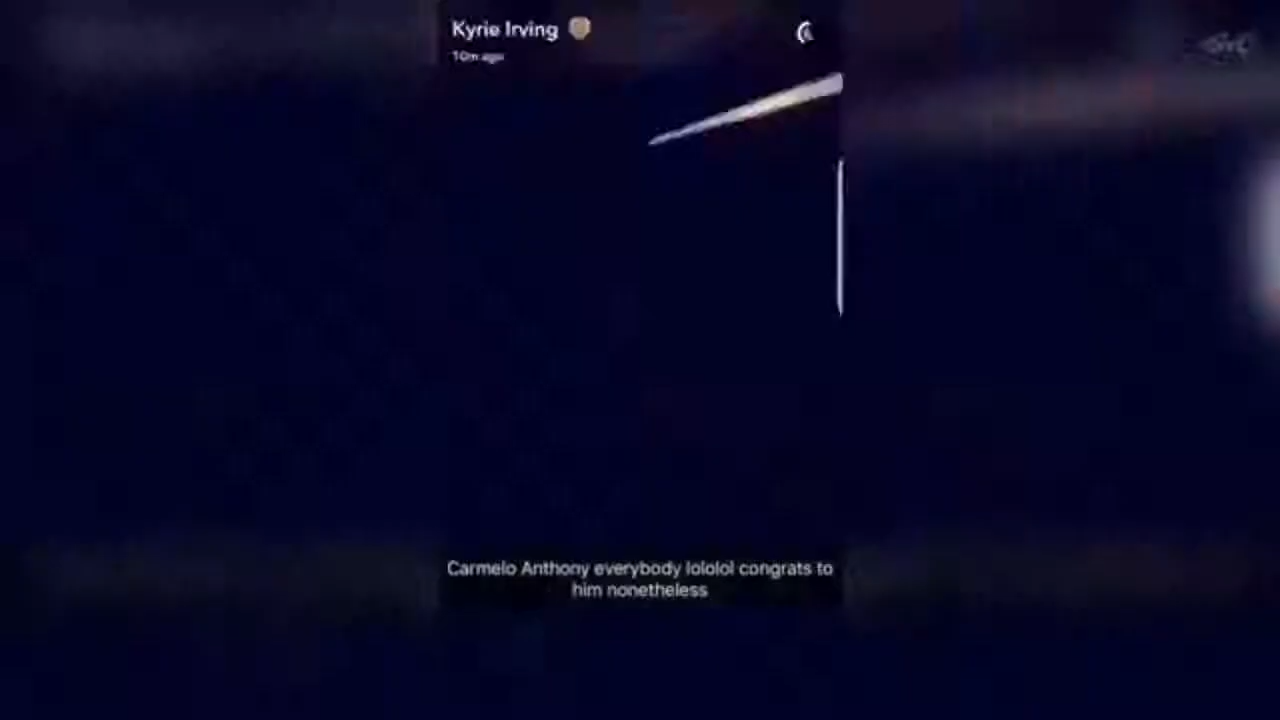 Kyrie Irving
10m ago
Carmelo Anthony everybody lololol congrats to
him nonetheless